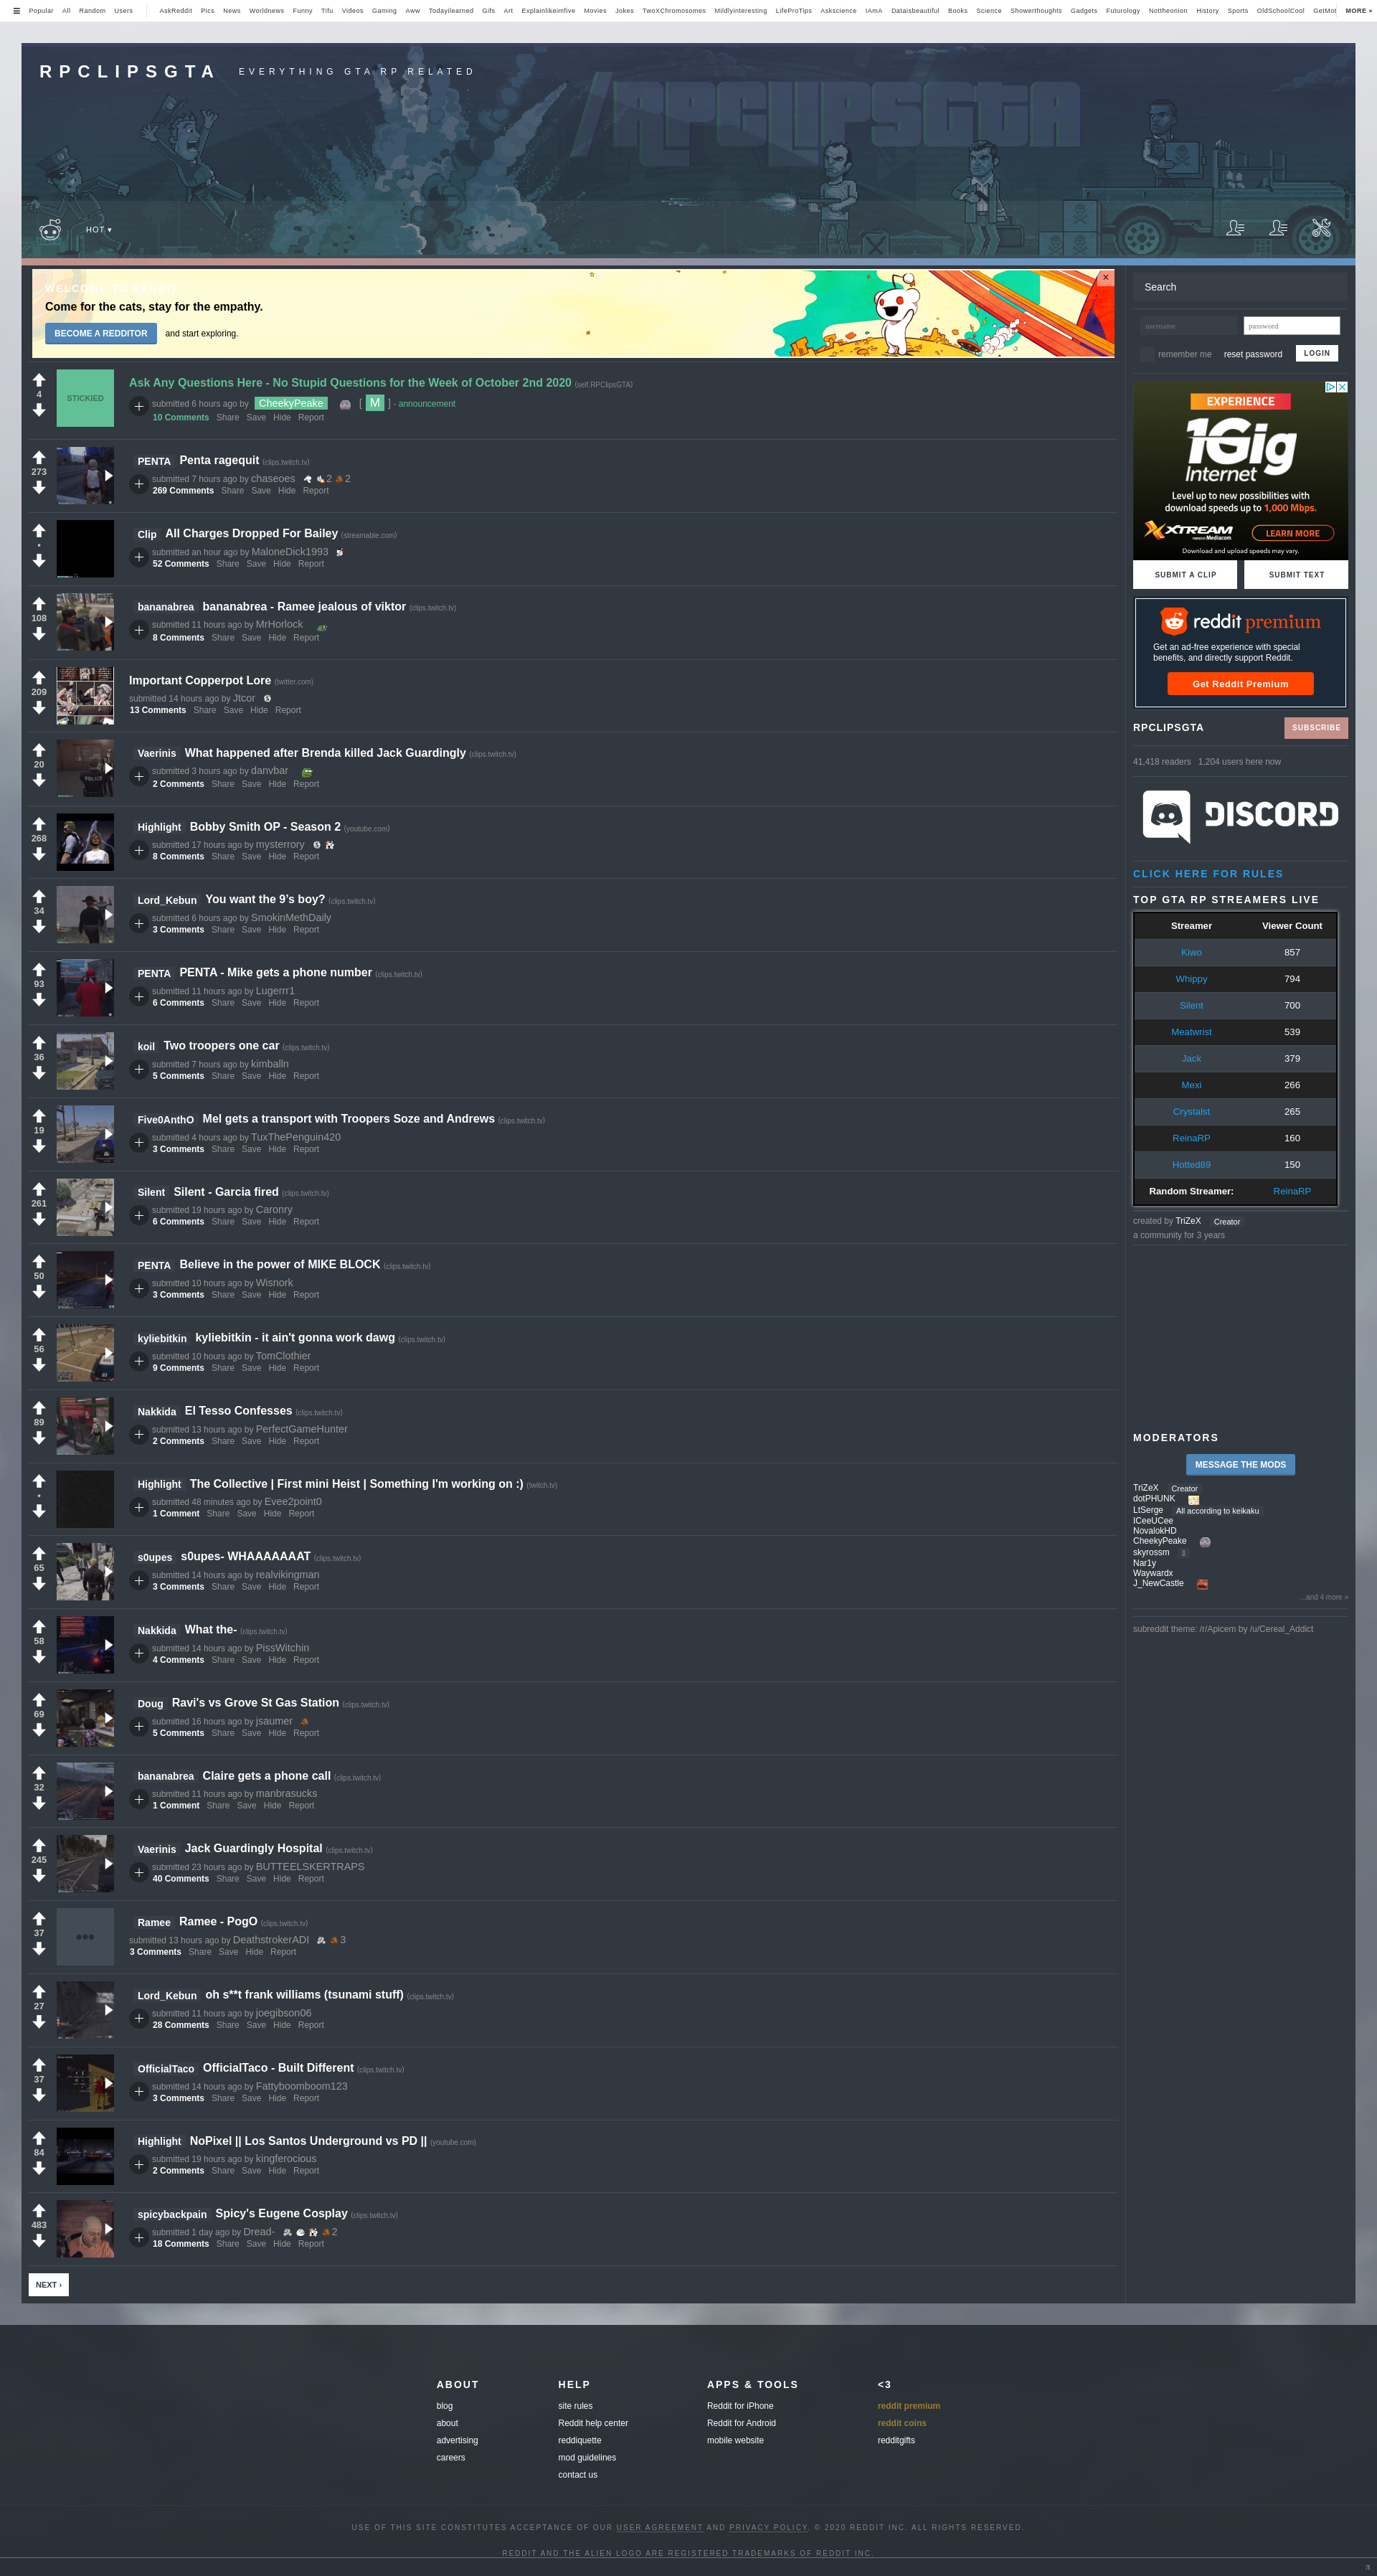 ≡ Popular All Random Users AskReddit Pics News Worldnews Funny Tifu Videos Gaming Aww Todayilearned Gifs Art Explainlikeimfive Movies Jokes TwoXChromosomes Mildlyinteresting LifeProTips Askscience IAmA Dataisbeautiful Books Science Showerthoughts Gadgets Futurology Nottheonion History Sports OldSchoolCool GetMot MORE »
RPCLIPSGTA EVERYTHING GTA RP RELATED
/RPCLIPSGTA
HOT ▾
WELCOME TO REDDIT,
Come for the cats, stay for the empathy.
BECOME A REDDITOR and start exploring.
×
4
STICKIED
Ask Any Questions Here - No Stupid Questions for the Week of October 2nd 2020 (self.RPClipsGTA)
submitted 6 hours ago by CheekyPeake [ M ] - announcement
10 Comments Share Save Hide Report
273
PENTA Penta ragequit (clips.twitch.tv)
submitted 7 hours ago by chaseoes 2 2
269 Comments Share Save Hide Report
•
Clip All Charges Dropped For Bailey (streamable.com)
submitted an hour ago by MaloneDick1993
52 Comments Share Save Hide Report
108
bananabrea bananabrea - Ramee jealous of viktor (clips.twitch.tv)
submitted 11 hours ago by MrHorlock
8 Comments Share Save Hide Report
209
Important Copperpot Lore (twitter.com)
submitted 14 hours ago by Jtcor
13 Comments Share Save Hide Report
20
Vaerinis What happened after Brenda killed Jack Guardingly (clips.twitch.tv)
submitted 3 hours ago by danvbar
2 Comments Share Save Hide Report
268
Highlight Bobby Smith OP - Season 2 (youtube.com)
submitted 17 hours ago by mysterrory
8 Comments Share Save Hide Report
34
Lord_Kebun You want the 9's boy? (clips.twitch.tv)
submitted 6 hours ago by SmokinMethDaily
3 Comments Share Save Hide Report
93
PENTA PENTA - Mike gets a phone number (clips.twitch.tv)
submitted 11 hours ago by Lugerrr1
6 Comments Share Save Hide Report
36
koil Two troopers one car (clips.twitch.tv)
submitted 7 hours ago by kimballn
5 Comments Share Save Hide Report
19
Five0AnthO Mel gets a transport with Troopers Soze and Andrews (clips.twitch.tv)
submitted 4 hours ago by TuxThePenguin420
3 Comments Share Save Hide Report
261
Silent Silent - Garcia fired (clips.twitch.tv)
submitted 19 hours ago by Caronry
6 Comments Share Save Hide Report
50
PENTA Believe in the power of MIKE BLOCK (clips.twitch.tv)
submitted 10 hours ago by Wisnork
3 Comments Share Save Hide Report
56
kyliebitkin kyliebitkin - it ain't gonna work dawg (clips.twitch.tv)
submitted 10 hours ago by TomClothier
9 Comments Share Save Hide Report
89
Nakkida El Tesso Confesses (clips.twitch.tv)
submitted 13 hours ago by PerfectGameHunter
2 Comments Share Save Hide Report
•
Highlight The Collective | First mini Heist | Something I'm working on :) (twitch.tv)
submitted 48 minutes ago by Evee2point0
1 Comment Share Save Hide Report
65
s0upes s0upes- WHAAAAAAAT (clips.twitch.tv)
submitted 14 hours ago by realvikingman
3 Comments Share Save Hide Report
58
Nakkida What the- (clips.twitch.tv)
submitted 14 hours ago by PissWitchin
4 Comments Share Save Hide Report
69
Doug Ravi's vs Grove St Gas Station (clips.twitch.tv)
submitted 16 hours ago by jsaumer
5 Comments Share Save Hide Report
32
bananabrea Claire gets a phone call (clips.twitch.tv)
submitted 11 hours ago by manbrasucks
1 Comment Share Save Hide Report
245
Vaerinis Jack Guardingly Hospital (clips.twitch.tv)
submitted 23 hours ago by BUTTEELSKERTRAPS
40 Comments Share Save Hide Report
37
Ramee Ramee - PogO (clips.twitch.tv)
submitted 13 hours ago by DeathstrokerADI 3
3 Comments Share Save Hide Report
27
Lord_Kebun oh s**t frank williams (tsunami stuff) (clips.twitch.tv)
submitted 11 hours ago by joegibson06
28 Comments Share Save Hide Report
37
OfficialTaco OfficialTaco - Built Different (clips.twitch.tv)
submitted 14 hours ago by Fattyboomboom123
3 Comments Share Save Hide Report
84
Highlight NoPixel || Los Santos Underground vs PD || (youtube.com)
submitted 19 hours ago by kingferocious
2 Comments Share Save Hide Report
483
spicybackpain Spicy's Eugene Cosplay (clips.twitch.tv)
submitted 1 day ago by Dread- 2
18 Comments Share Save Hide Report
NEXT ›
Search
username password
remember me reset password LOGIN
EXPERIENCE
1Gig
Internet
Level up to new possibilities with
download speeds up to 1,000 Mbps.
XTREAM
POWERED BY Mediacom
LEARN MORE
Download and upload speeds may vary.
SUBMIT A CLIP SUBMIT TEXT
reddit premium
Get an ad-free experience with special
benefits, and directly support Reddit.
Get Reddit Premium
RPCLIPSGTA SUBSCRIBE
41,418 readers 1,204 users here now
DISCORD
CLICK HERE FOR RULES
TOP GTA RP STREAMERS LIVE
Streamer Viewer Count
Kiwo 857
Whippy 794
Silent 700
Meatwrist 539
Jack 379
Mexi 266
Crystalst 265
ReinaRP 160
Hotted89 150
Random Streamer: ReinaRP
created by TriZeX Creator
a community for 3 years
MODERATORS
MESSAGE THE MODS
TriZeX Creator
dotPHUNK
LtSerge All according to keikaku
ICeeUCee
NovalokHD
CheekyPeake
skyrossm
Nar1y
Waywardx
J_NewCastle
...and 4 more »
subreddit theme: /r/Apicem by /u/Cereal_Addict
ABOUT
blog
about
advertising
careers
HELP
site rules
Reddit help center
reddiquette
mod guidelines
contact us
APPS & TOOLS
Reddit for iPhone
Reddit for Android
mobile website
<3
reddit premium
reddit coins
redditgifts
USE OF THIS SITE CONSTITUTES ACCEPTANCE OF OUR USER AGREEMENT AND PRIVACY POLICY. © 2020 REDDIT INC. ALL RIGHTS RESERVED.
REDDIT AND THE ALIEN LOGO ARE REGISTERED TRADEMARKS OF REDDIT INC.
π